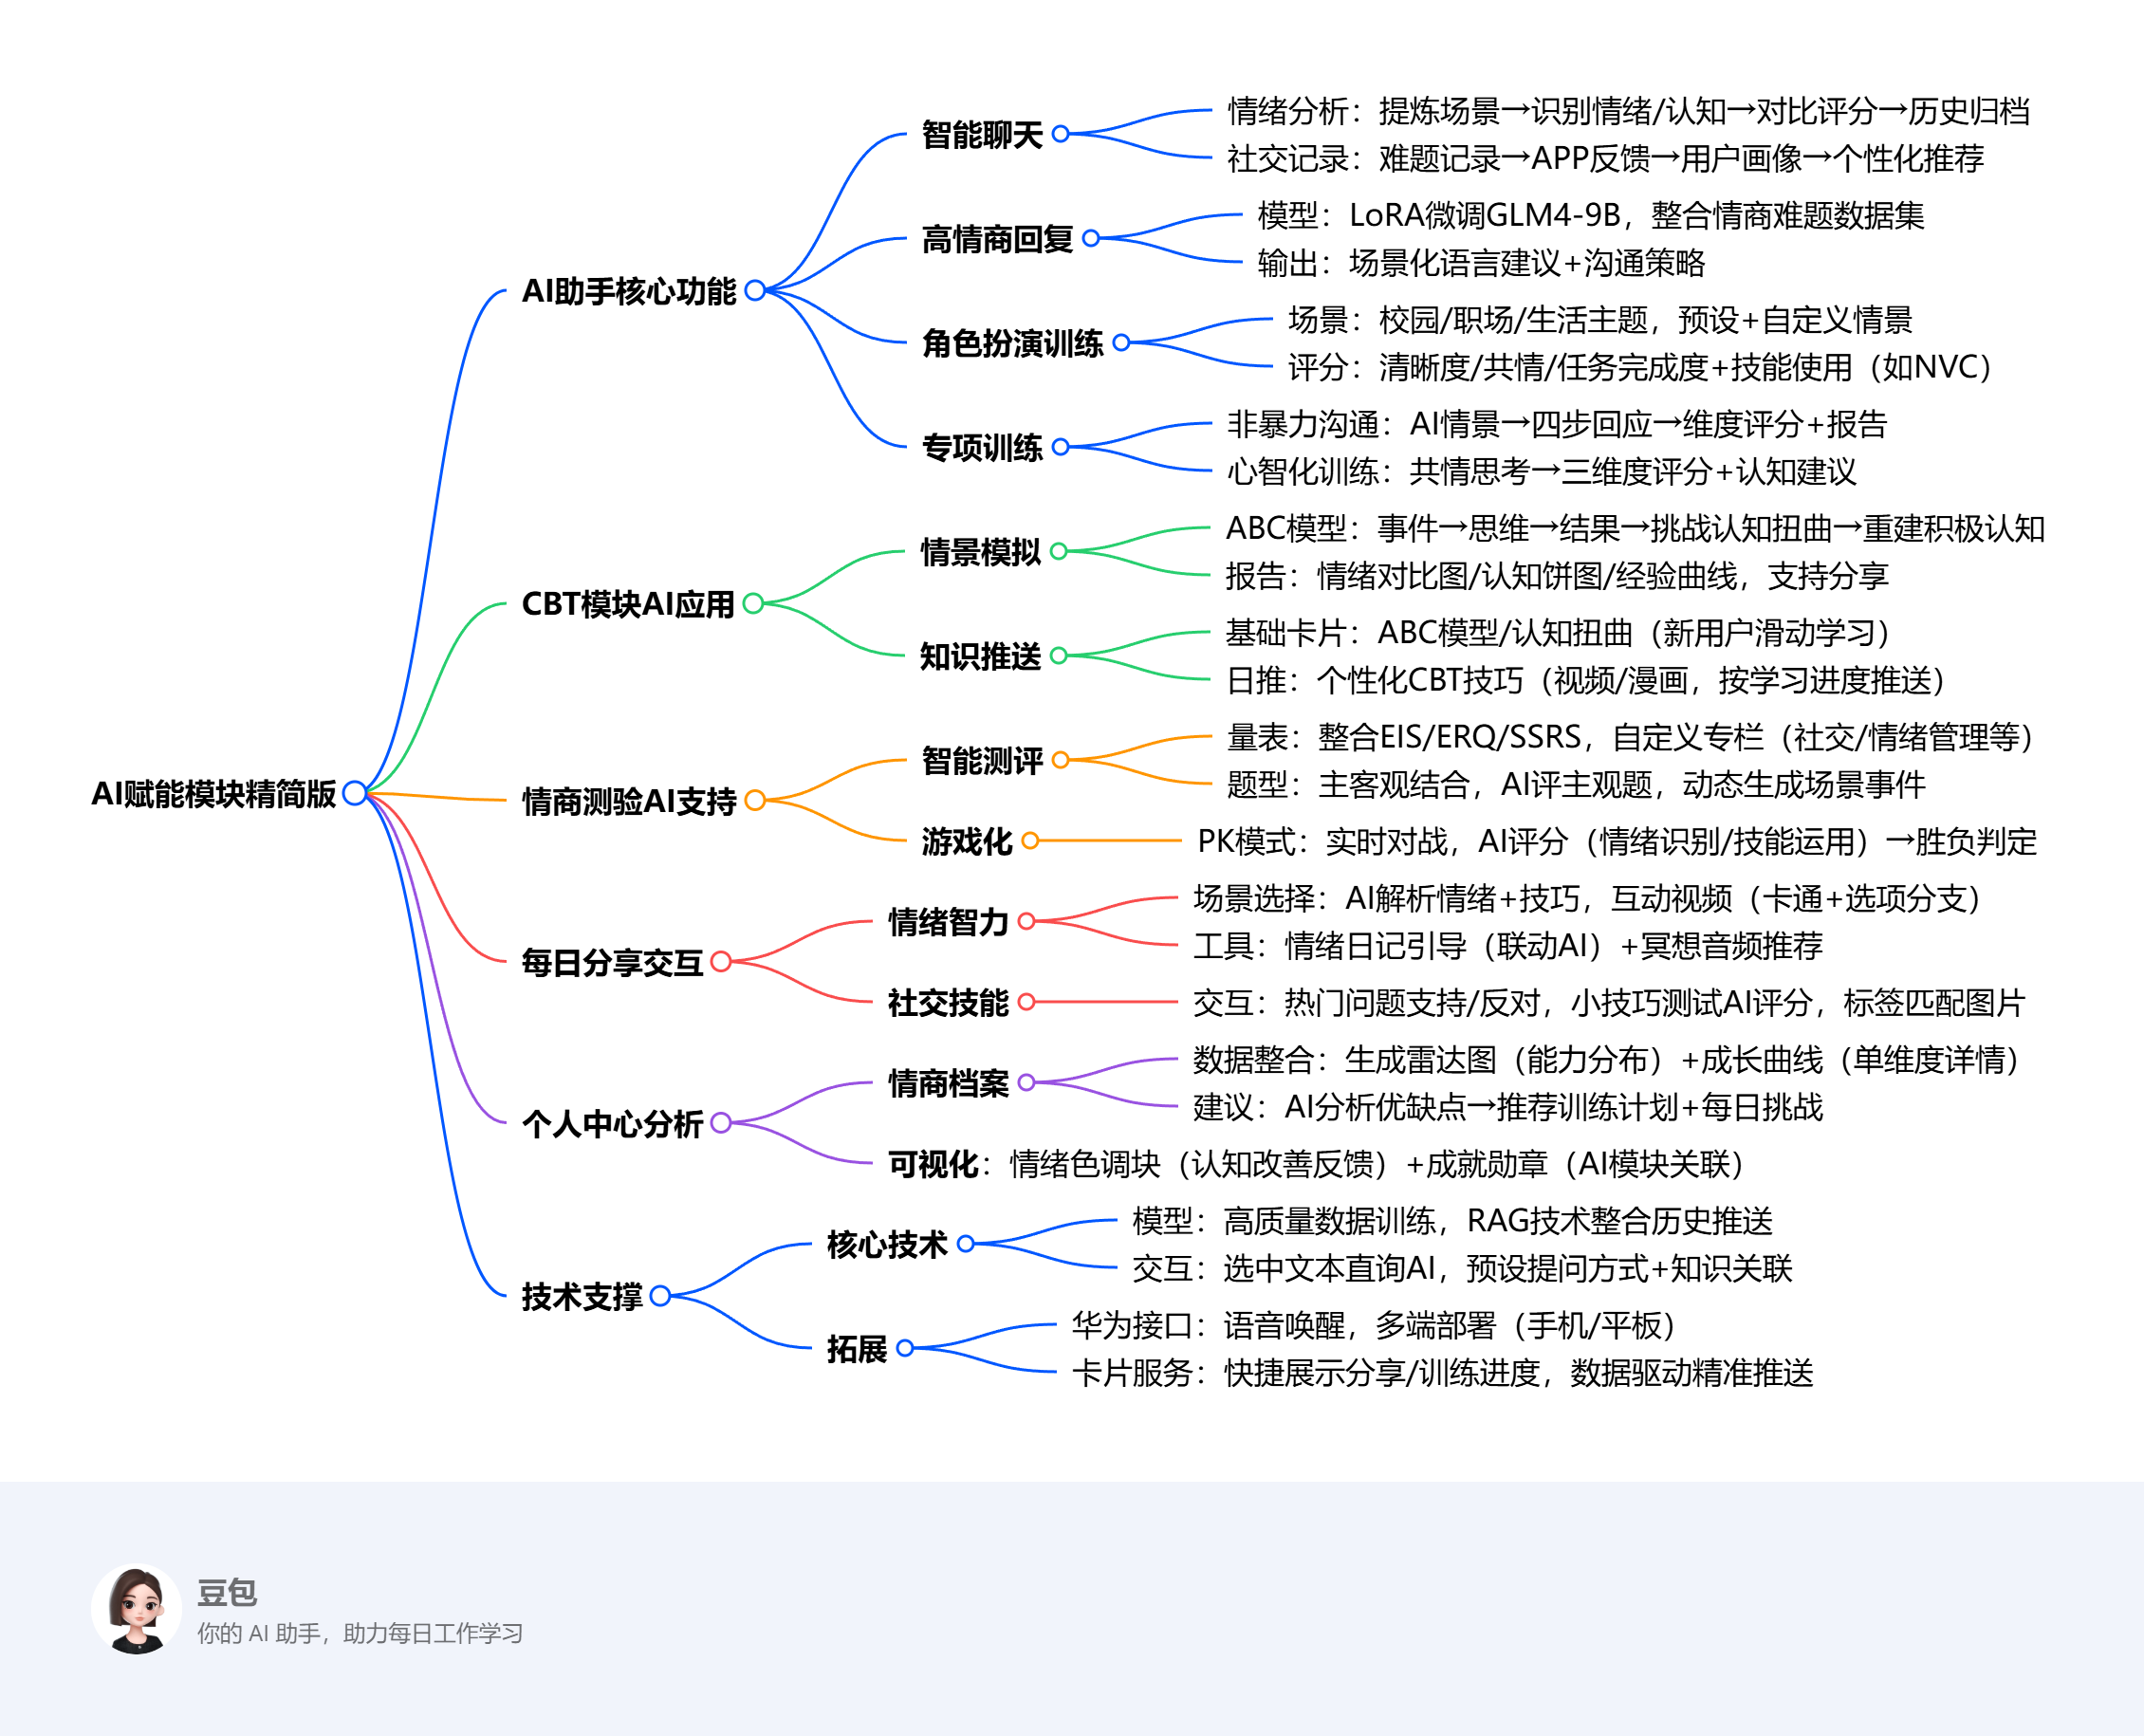 AI赋能模块精简版
AI助手核心功能
智能聊天
情绪分析：提炼场景→识别情绪/认知→对比评分→历史归档
社交记录：难题记录→APP反馈→用户画像→个性化推荐
高情商回复
模型：LoRA微调GLM4-9B，整合情商难题数据集
输出：场景化语言建议+沟通策略
角色扮演训练
场景：校园/职场/生活主题，预设+自定义情景
评分：清晰度/共情/任务完成度+技能使用（如NVC）
专项训练
非暴力沟通：AI情景→四步回应→维度评分+报告
心智化训练：共情思考→三维度评分+认知建议
CBT模块AI应用
情景模拟
ABC模型：事件→思维→结果→挑战认知扭曲→重建积极认知
报告：情绪对比图/认知饼图/经验曲线，支持分享
知识推送
基础卡片：ABC模型/认知扭曲（新用户滑动学习）
日推：个性化CBT技巧（视频/漫画，按学习进度推送）
情商测验AI支持
智能测评
量表：整合EIS/ERQ/SSRS，自定义专栏（社交/情绪管理等）
题型：主客观结合，AI评主观题，动态生成场景事件
游戏化
PK模式：实时对战，AI评分（情绪识别/技能运用）→胜负判定
每日分享交互
情绪智力
场景选择：AI解析情绪+技巧，互动视频（卡通+选项分支）
工具：情绪日记引导（联动AI）+冥想音频推荐
社交技能
交互：热门问题支持/反对，小技巧测试AI评分，标签匹配图片
个人中心分析
情商档案
数据整合：生成雷达图（能力分布）+成长曲线（单维度详情）
建议：AI分析优缺点→推荐训练计划+每日挑战
可视化：情绪色调块（认知改善反馈）+成就勋章（AI模块关联）
技术支撑
核心技术
模型：高质量数据训练，RAG技术整合历史推送
交互：选中文本直询AI，预设提问方式+知识关联
拓展
华为接口：语音唤醒，多端部署（手机/平板）
卡片服务：快捷展示分享/训练进度，数据驱动精准推送
豆包
你的 AI 助手，助力每日工作学习